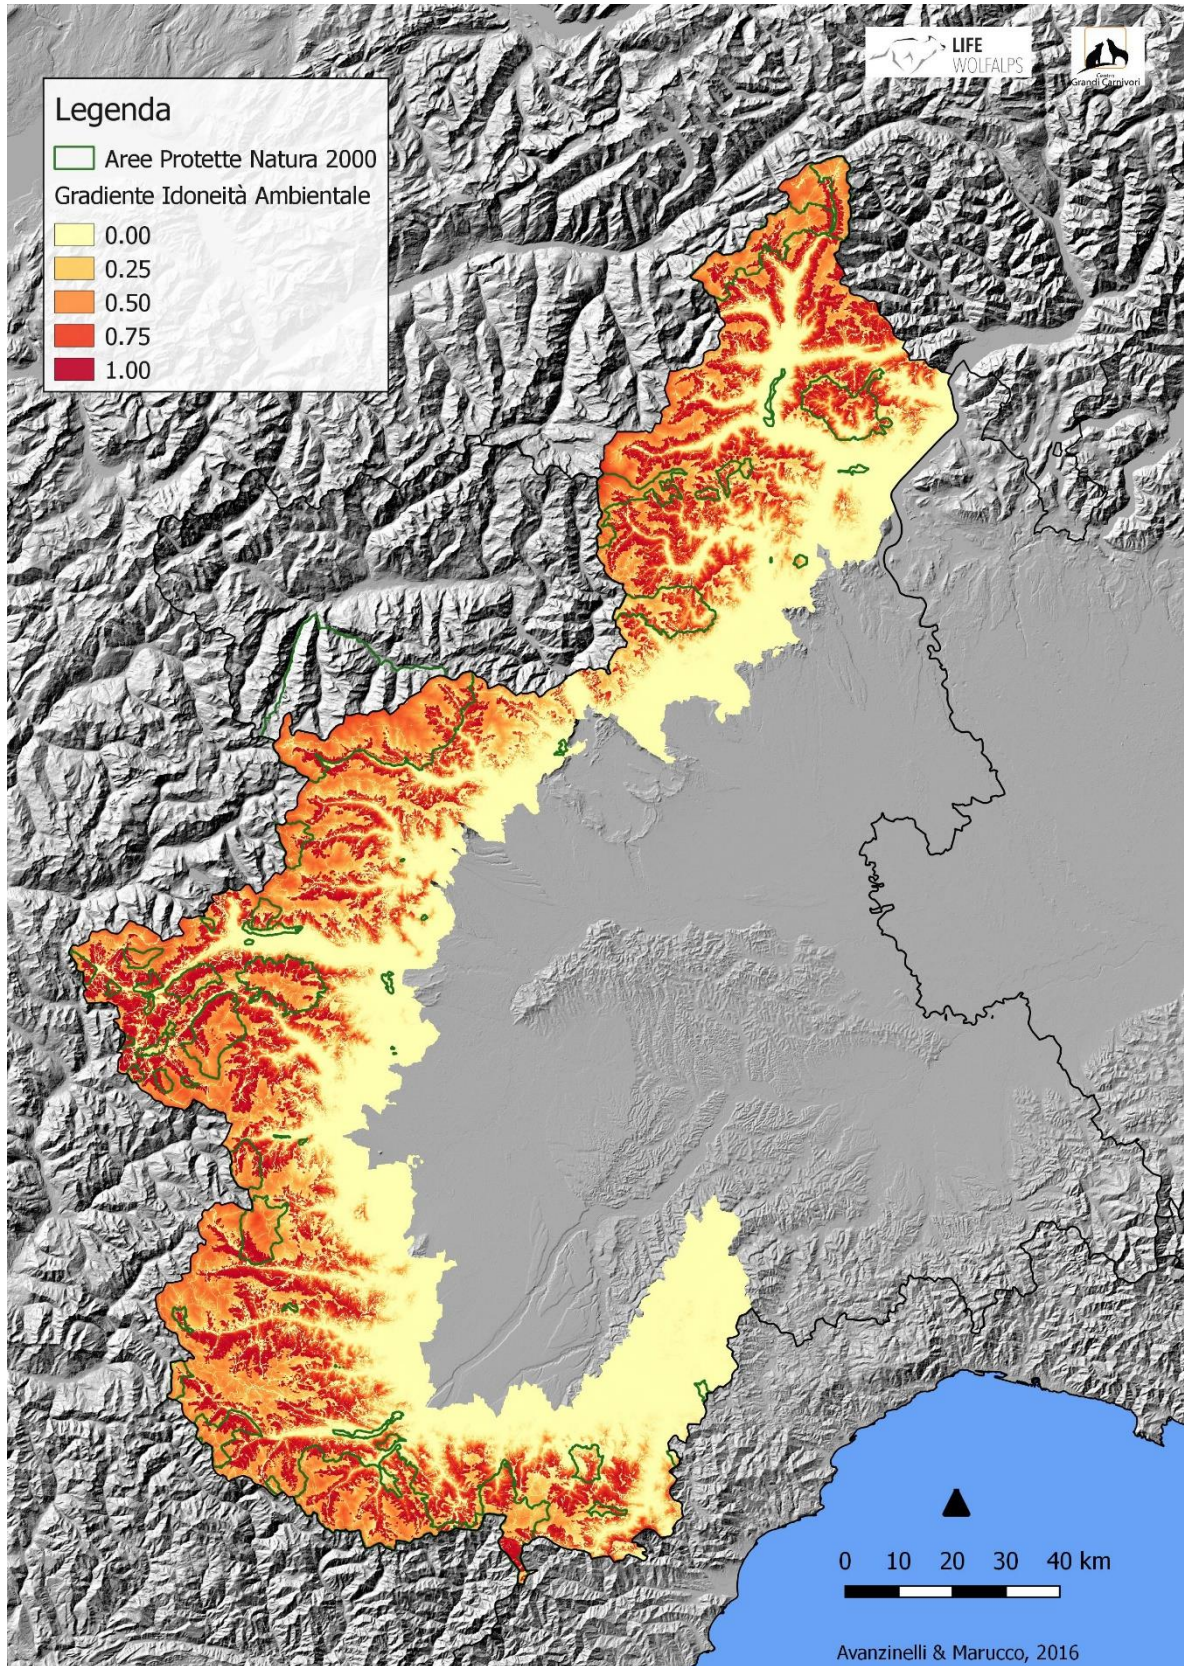 LIFE
WOLFALPS
Centro
Grandi Carnivori
Legenda
Aree Protette Natura 2000
Gradiente Idoneità Ambientale
0.00
0.25
0.50
0.75
1.00
0 10 20 30 40 km
Avanzinelli & Marucco, 2016